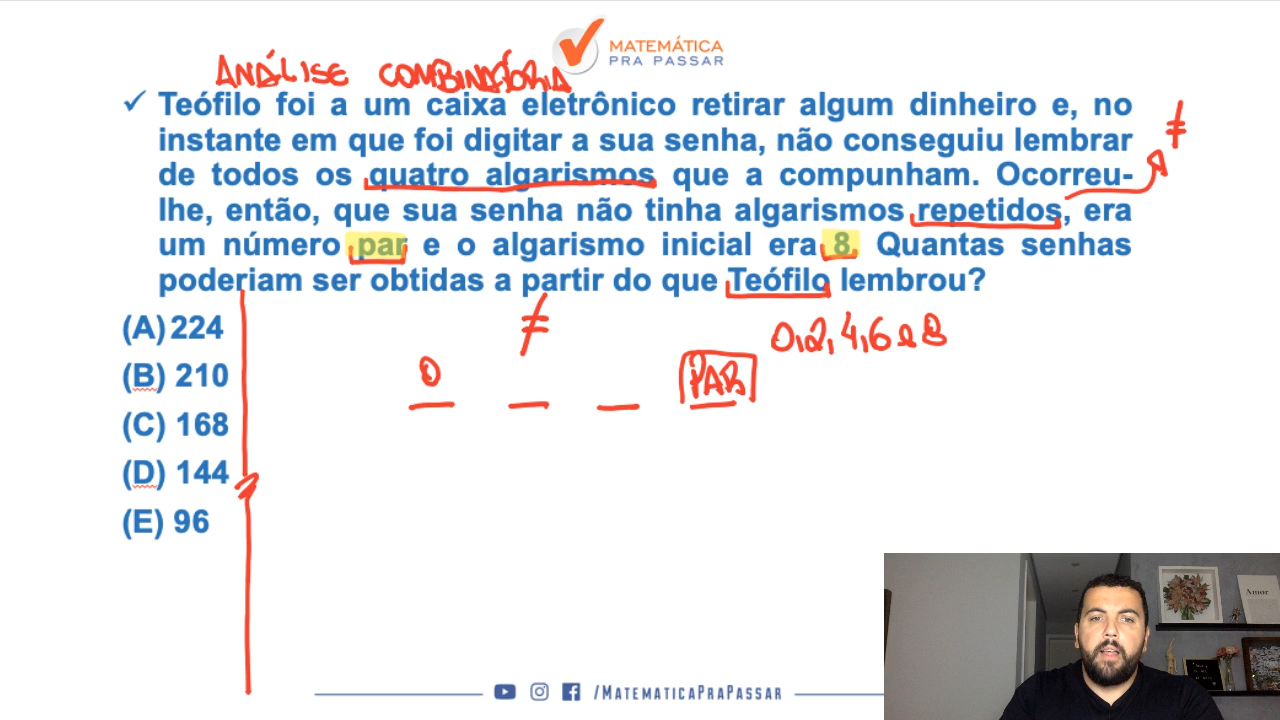 MATEMÁTICA
PRA PASSAR
ANÁLISE COMBINATÓRIA
Teófilo foi a um caixa eletrônico retirar algum dinheiro e, no
instante em que foi digitar a sua senha, não conseguiu lembrar
de todos os quatro algarismos que a compunham. Ocorreu-
lhe, então, que sua senha não tinha algarismos repetidos, era
um número par e o algarismo inicial era 8. Quantas senhas
poderiam ser obtidas a partir do que Teófilo lembrou?
≠
(A) 224
(B) 210
(C) 168
(D) 144
(E) 96
≠
0,2,4,6 e 8
PAR
Amor
/MATEMATICAPRAPASSAR